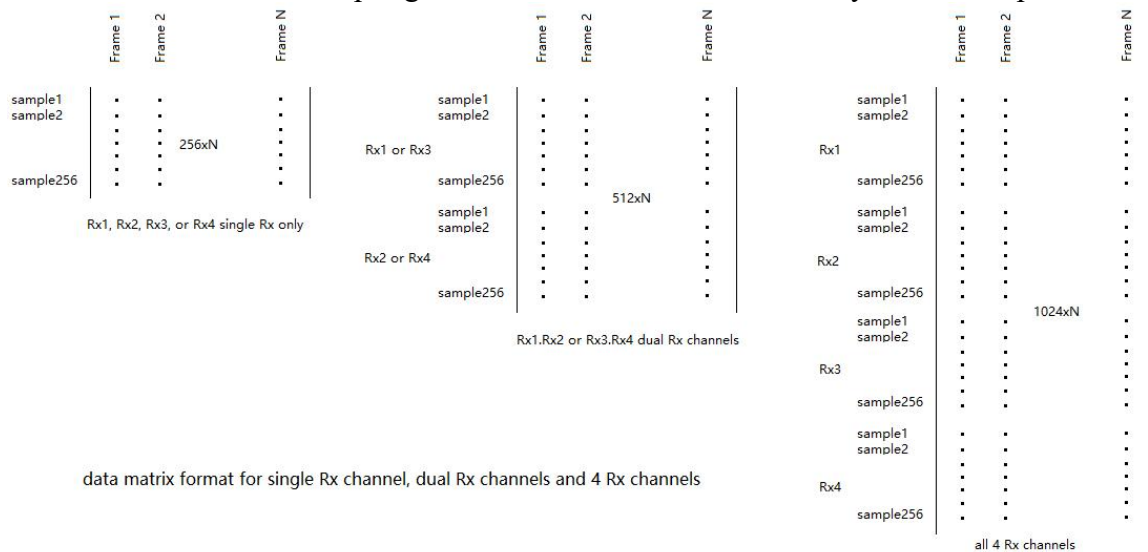 Frame 1
Frame 2
Frame N
sample1
sample2
256xN
sample256
Rx1, Rx2, Rx3, or Rx4 single Rx only
Frame 1
Frame 2
Frame N
sample1
sample2
Rx1 or Rx3
sample256
512xN
sample1
sample2
Rx2 or Rx4
sample256
Rx1.Rx2 or Rx3.Rx4 dual Rx channels
Frame 1
Frame 2
Frame N
sample1
sample2
Rx1
sample256
sample1
sample2
Rx2
sample256
1024xN
sample1
sample2
Rx3
sample256
sample1
sample2
Rx4
sample256
all 4 Rx channels
data matrix format for single Rx channel, dual Rx channels and 4 Rx channels